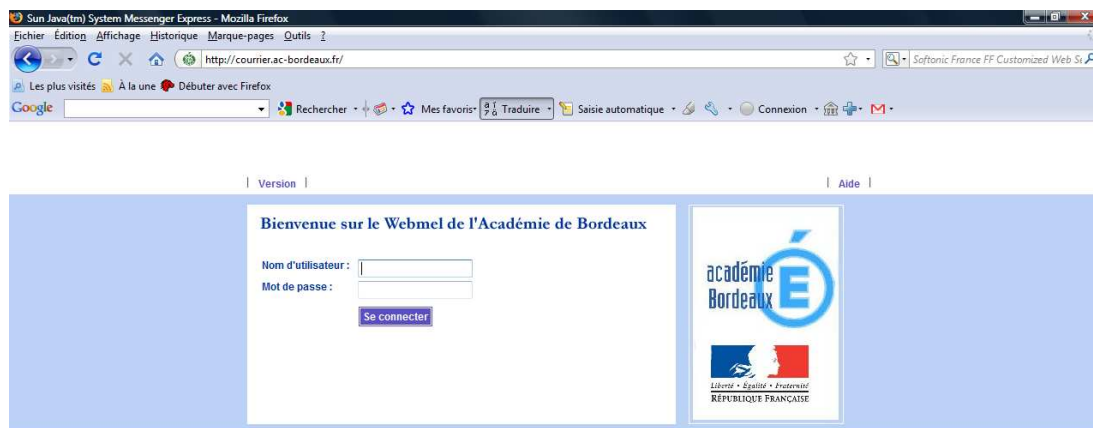 Sun Java(tm) System Messenger Express - Mozilla Firefox
Fichier Édition Affichage Historique Marque-pages Outils ?
http://courrier.ac-bordeaux.fr/ Softonic France FF Customized Web Se
Les plus visités À la une Débuter avec Firefox
Google Rechercher Mes favoris Traduire Saisie automatique Connexion
| Version | | Aide |
Bienvenue sur le Webmel de l'Académie de Bordeaux
Nom d'utilisateur :
Mot de passe :
Se connecter
académie
Bordeaux
É
Liberté • Égalité • Fraternité
RÉPUBLIQUE FRANÇAISE